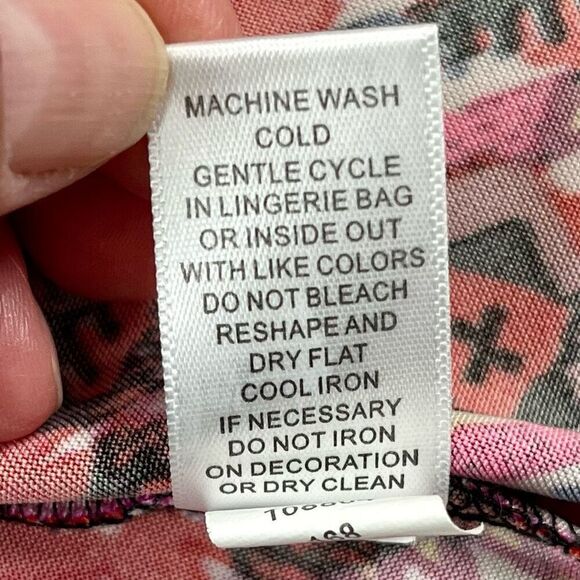 MACHINE WASH
COLD
GENTLE CYCLE
IN LINGERIE BAG
OR INSIDE OUT
WITH LIKE COLORS
DO NOT BLEACH
RESHAPE AND
DRY FLAT
COOL IRON
IF NECESSARY
DO NOT IRON
ON DECORATION
OR DRY CLEAN